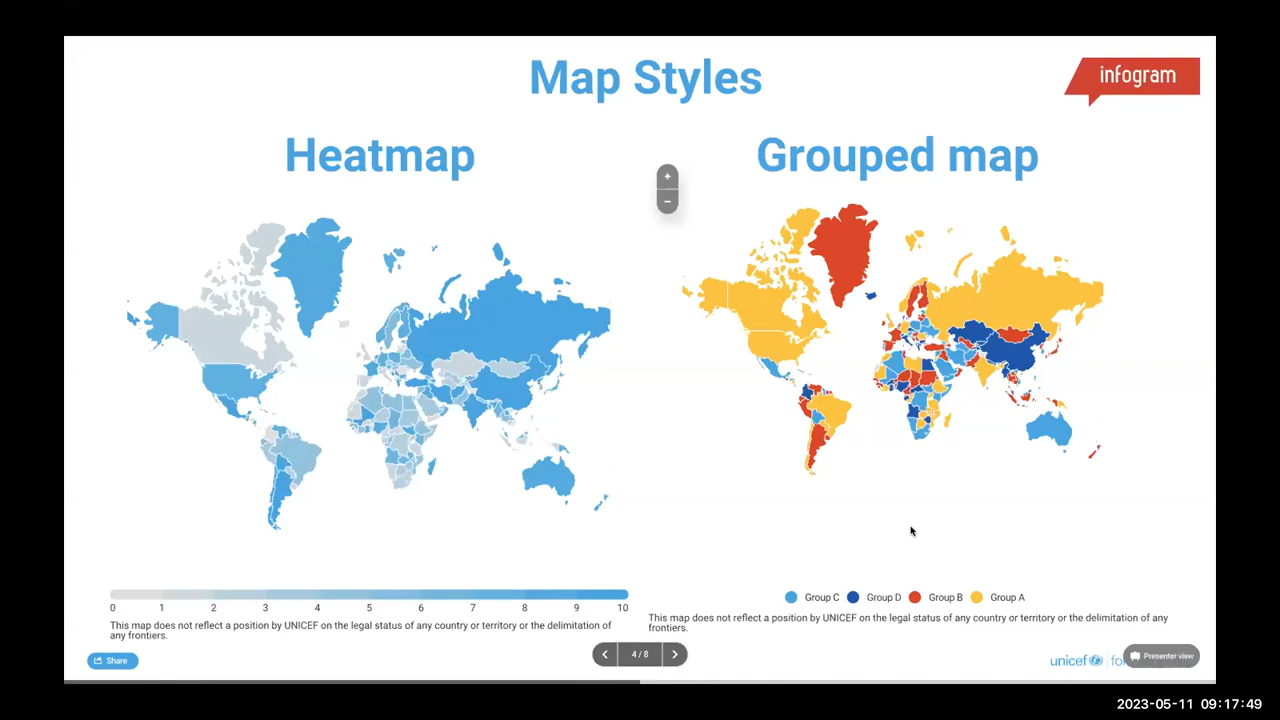 Map Styles
infogram
Heatmap
Grouped map
+
−
0 1 2 3 4 5 6 7 8 9 10
This map does not reflect a position by UNICEF on the legal status of any country or territory or the delimitation of
any frontiers.
Group C Group D Group B Group A
This map does not reflect a position by UNICEF on the legal status of any country or territory or the delimitation of any
frontiers.
Share
< 4 / 8 >
unicef
Presenter view
2023-05-11 09:17:49